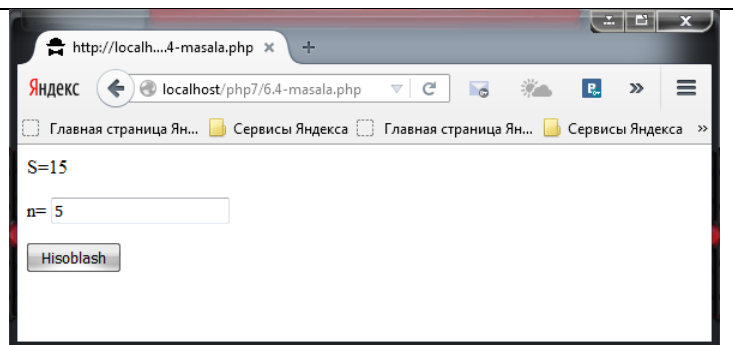 http://localh....4-masala.php
Яндекс localhost/php7/6.4-masala.php
Главная страница Ян... Сервисы Яндекса Главная страница Ян... Сервисы Яндекса »
S=15
n= 5
Hisoblash